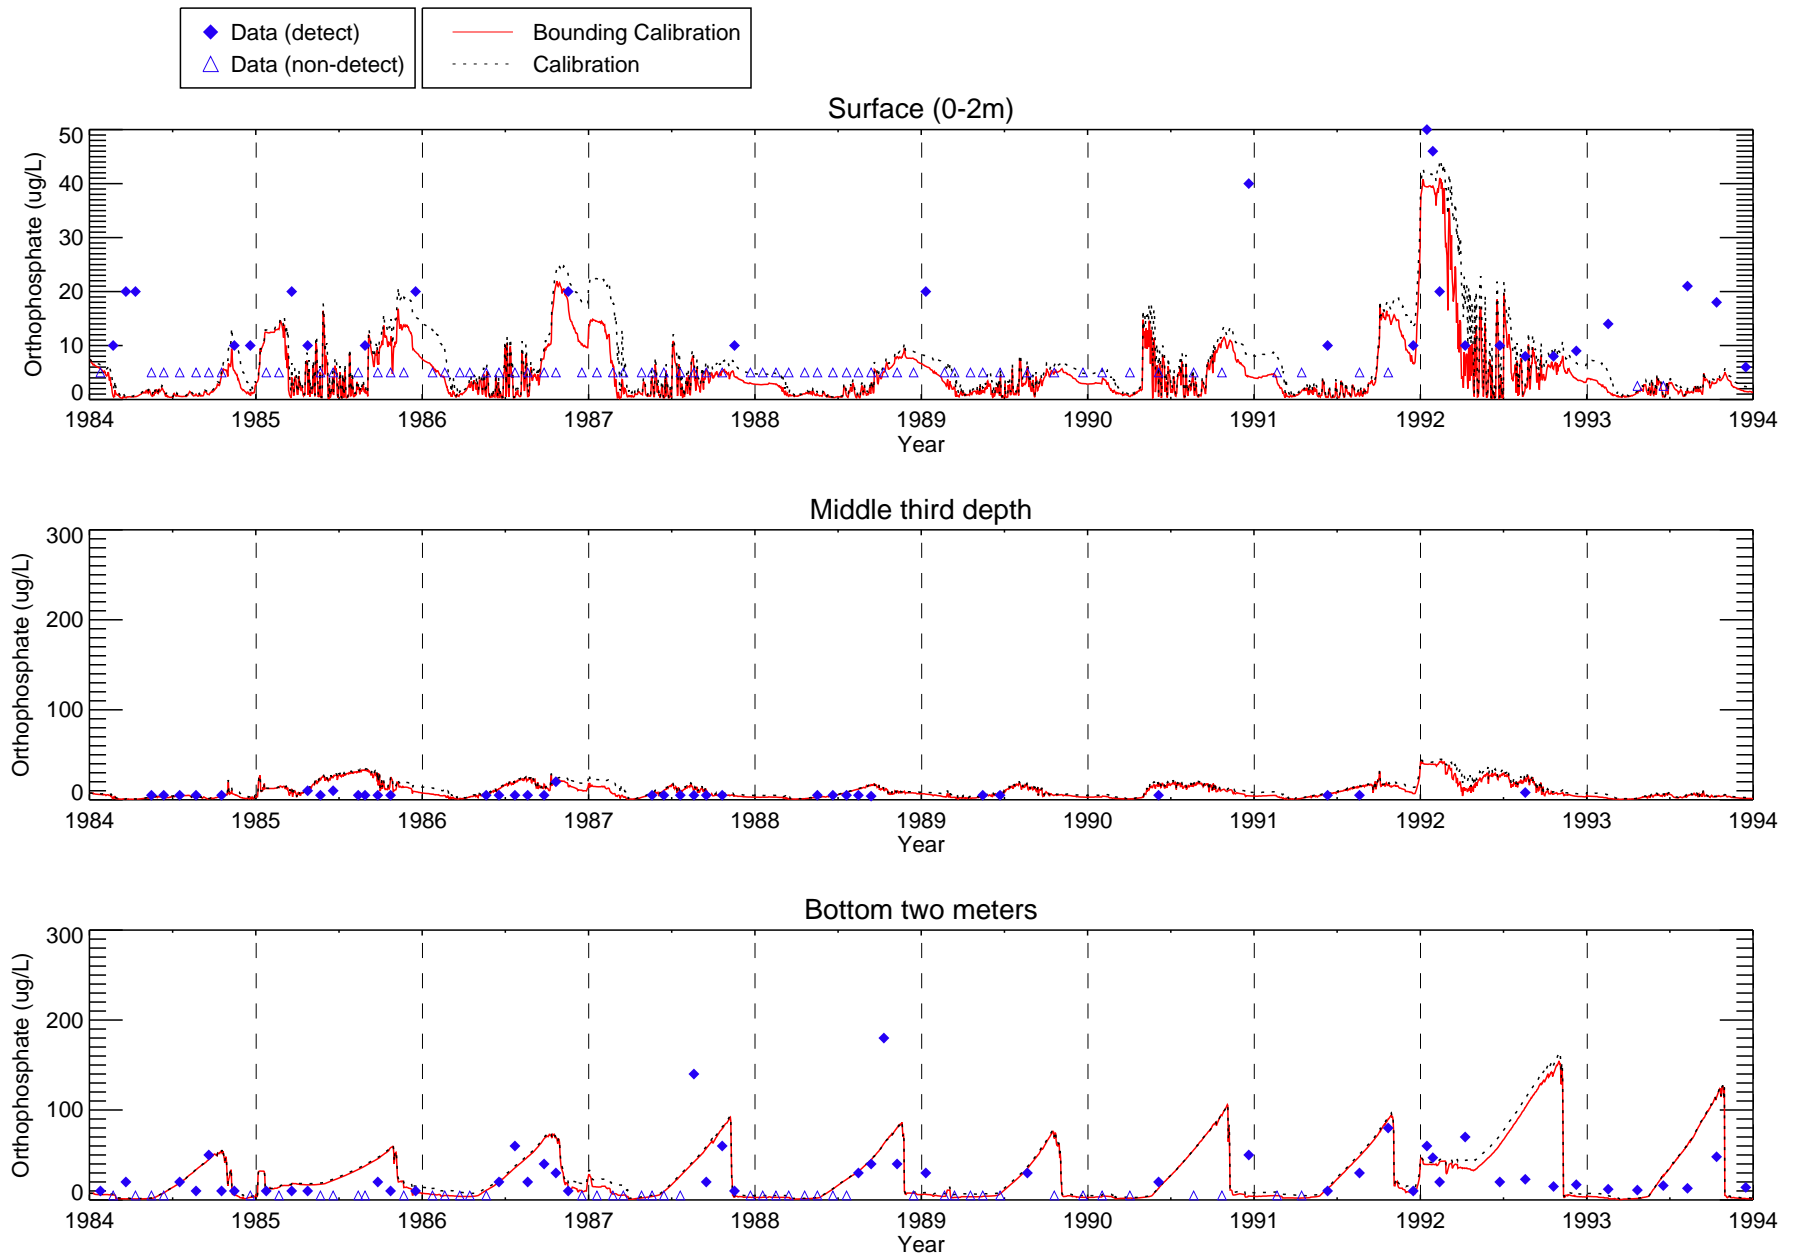 Data (detect)
Data (non-detect)
Bounding Calibration
Calibration
Surface (0-2m)
Orthophosphate (ug/L)
50
40
30
20
10
0
1984 1985 1986 1987 1988 1989 1990 1991 1992 1993 1994
Year
Middle third depth
Orthophosphate (ug/L)
300
200
100
0
1984 1985 1986 1987 1988 1989 1990 1991 1992 1993 1994
Year
Bottom two meters
Orthophosphate (ug/L)
300
200
100
0
1984 1985 1986 1987 1988 1989 1990 1991 1992 1993 1994
Year